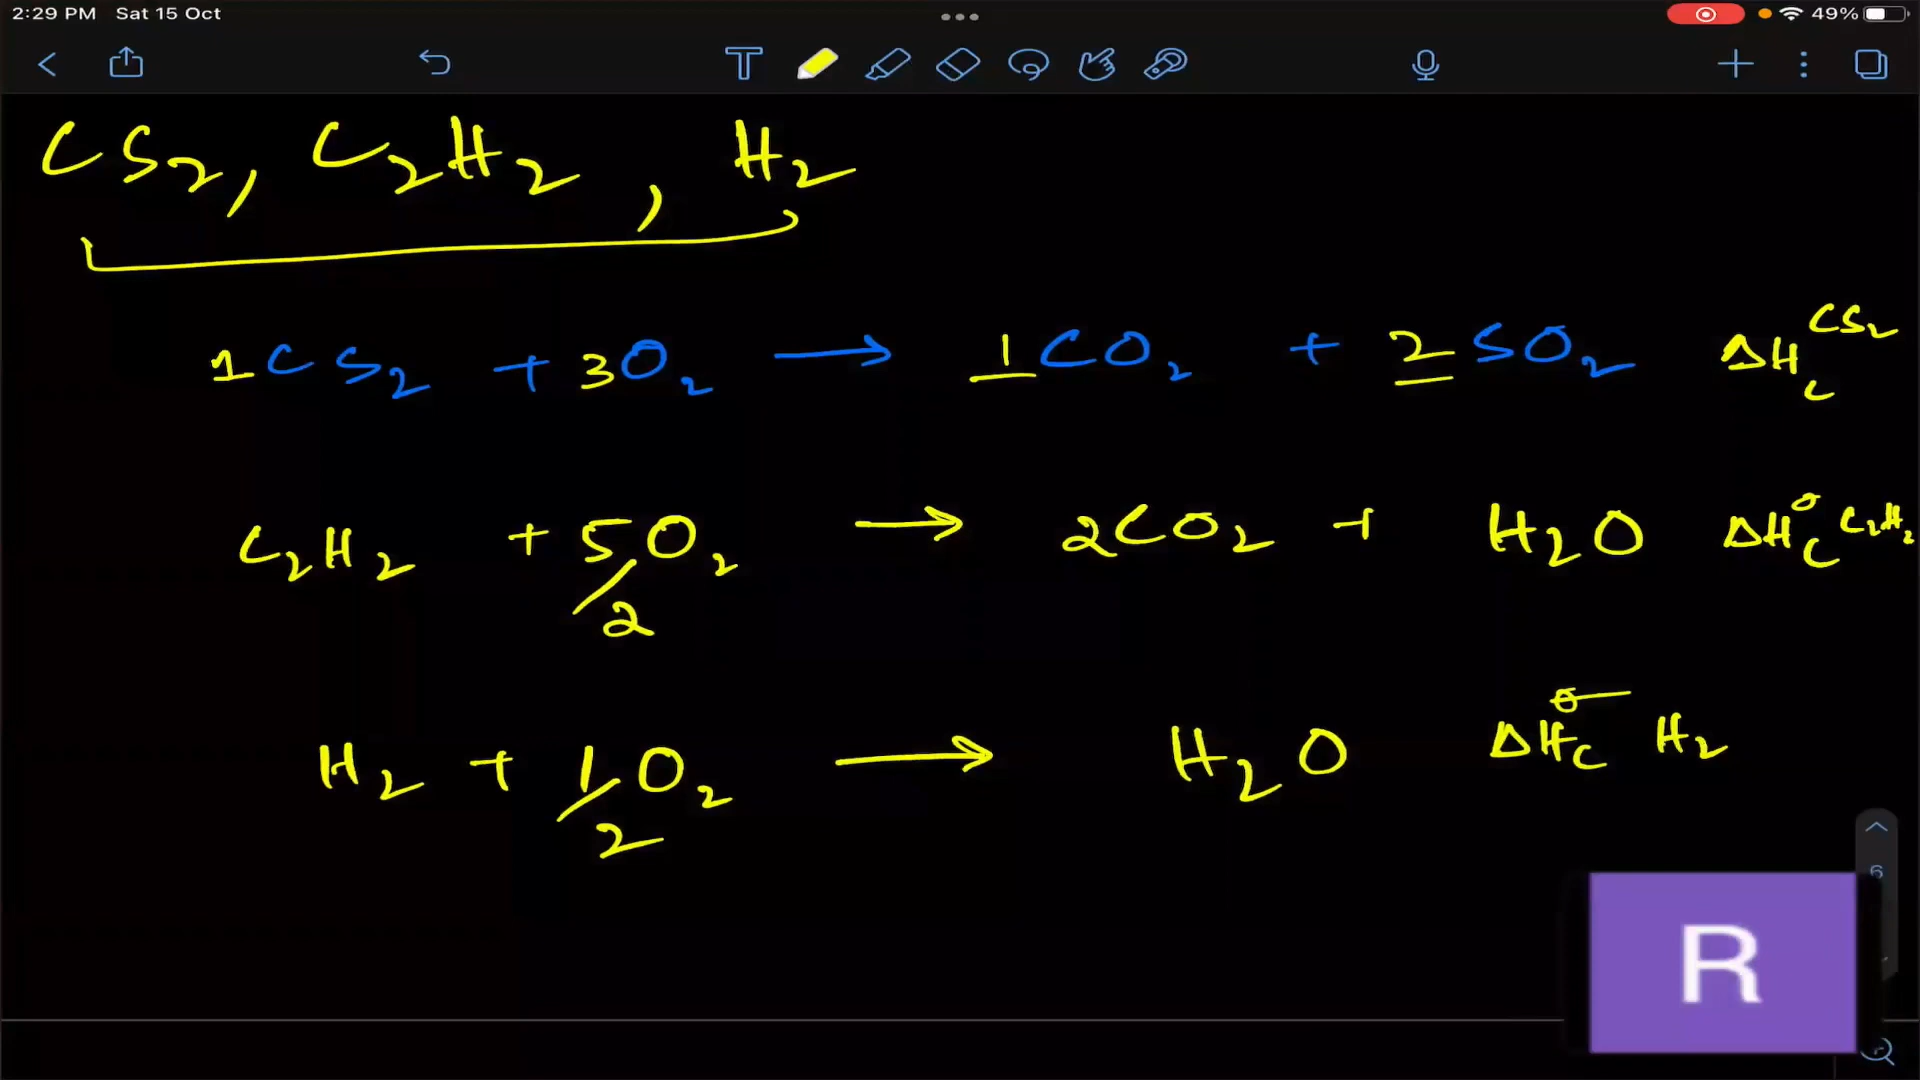 2:29 PM Sat 15 Oct
49%
T
CS2, C2H2, H2
1CS2 + 3O2 → 1CO2 + 2SO2 ΔHc CS2
C2H2 + 5/2 O2 → 2CO2 + H2O ΔH°c C2H2
H2 + 1/2 O2 → H2O ΔH°c H2
6
R